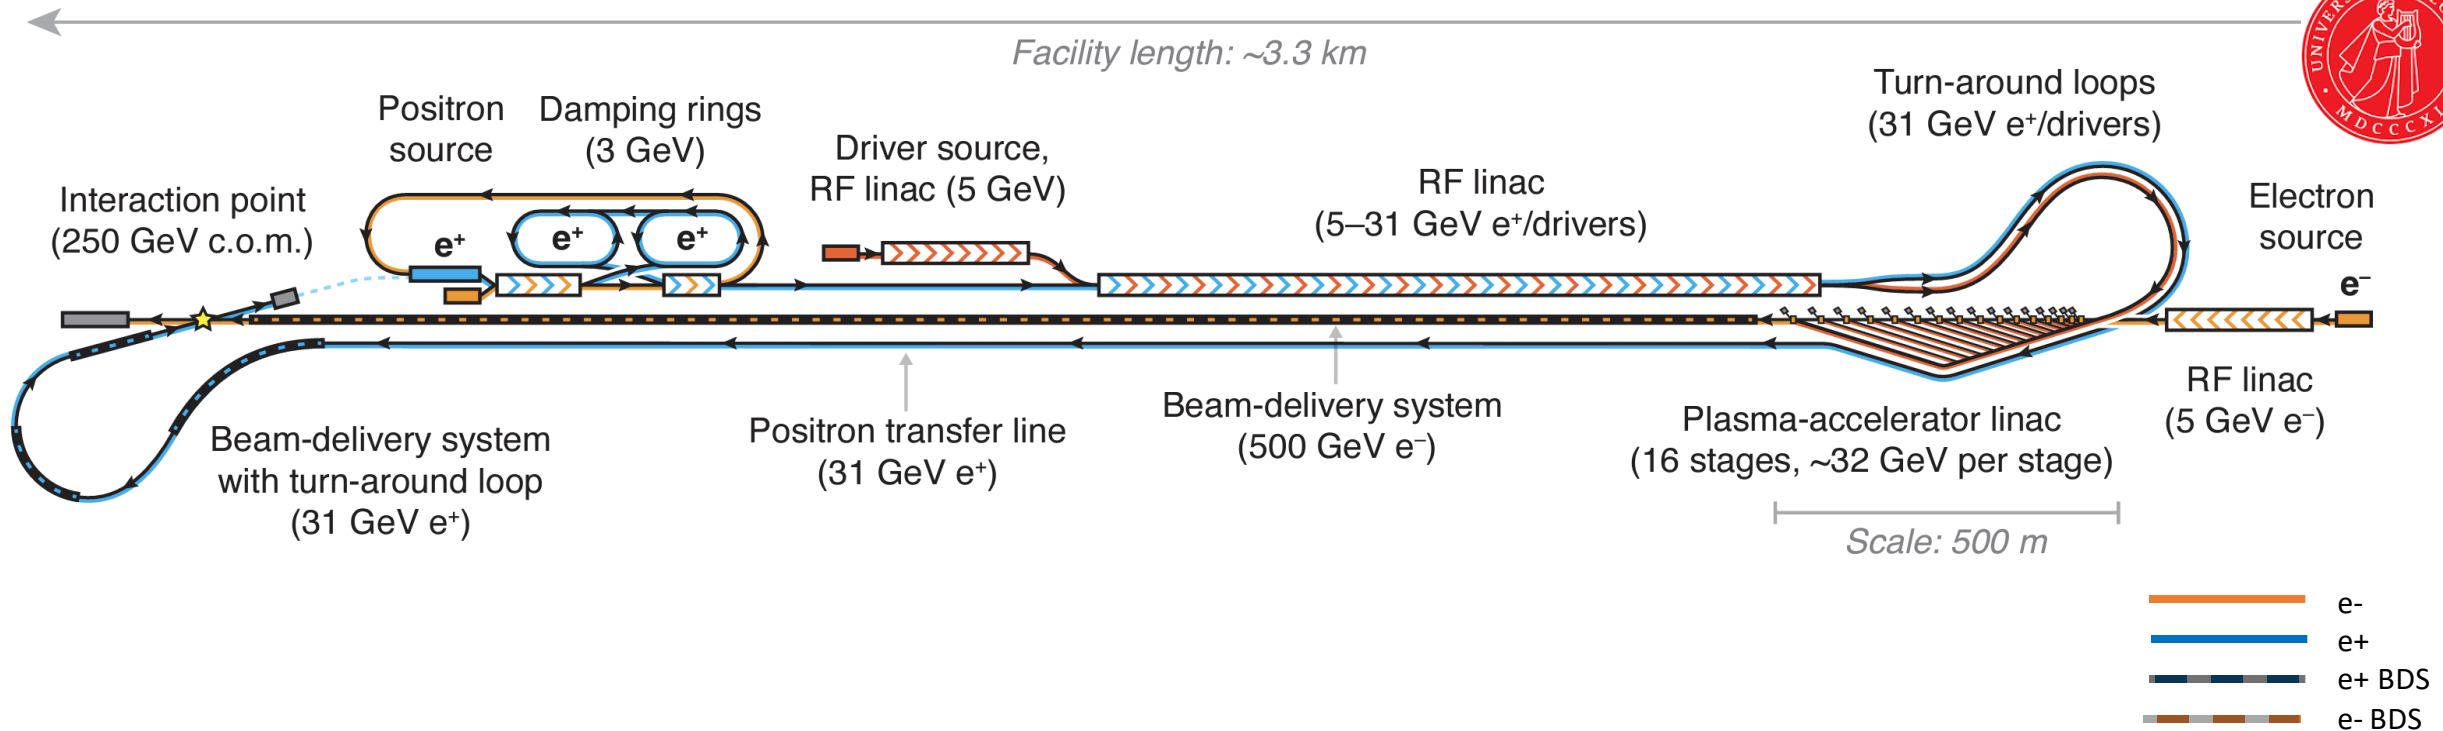 Facility length: ~3.3 km
Turn-around loops
(31 GeV e⁺/drivers)
Positron
source
Damping rings
(3 GeV)
Driver source,
RF linac (5 GeV)
RF linac
(5–31 GeV e⁺/drivers)
Electron
source
e⁻
Interaction point
(250 GeV c.o.m.)
e⁺
e⁺
e⁺
RF linac
(5 GeV e⁻)
Beam-delivery system
(500 GeV e⁻)
Plasma-accelerator linac
(16 stages, ~32 GeV per stage)
Positron transfer line
(31 GeV e⁺)
Beam-delivery system
with turn-around loop
(31 GeV e⁺)
Scale: 500 m
e-
e+
e+ BDS
e- BDS